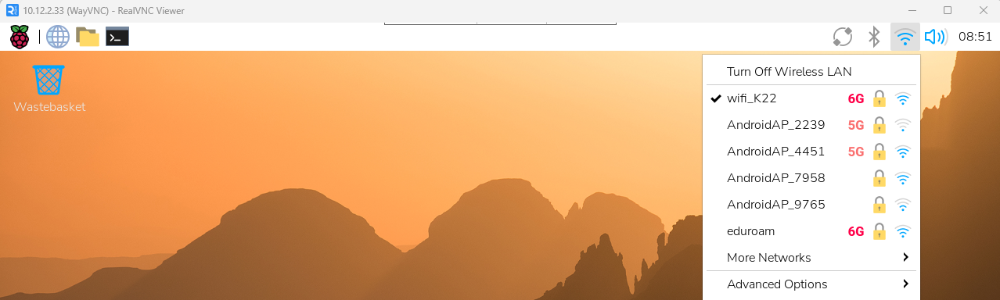 10.12.2.33 (WayVNC) - RealVNC Viewer
08:51
Wastebasket
Turn Off Wireless LAN
wifi_K22 6G
AndroidAP_2239 5G
AndroidAP_4451 5G
AndroidAP_7958
AndroidAP_9765
eduroam 6G
More Networks
Advanced Options